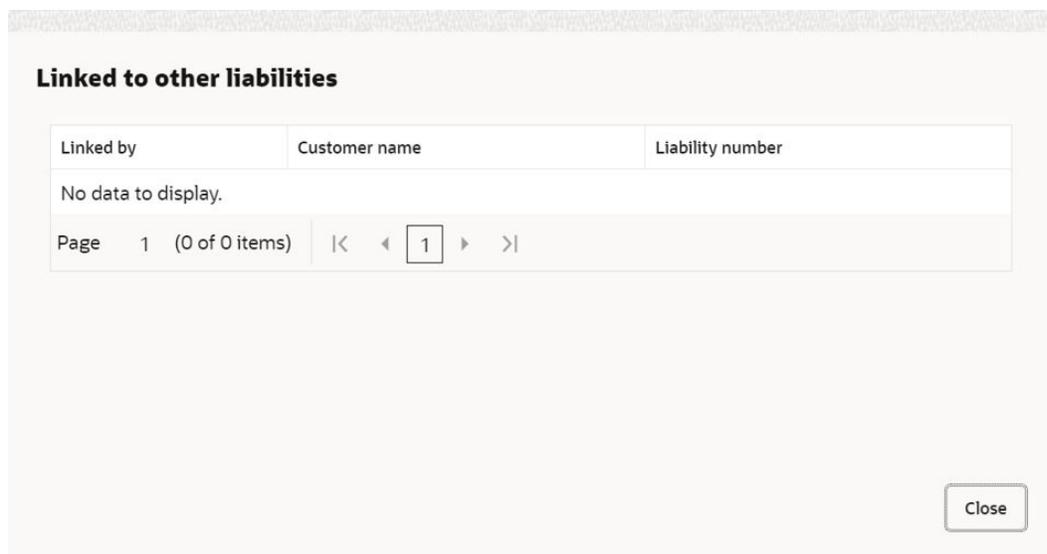 Linked to other liabilities
Linked by Customer name Liability number
No data to display.
Page 1 (0 of 0 items) 1
Close